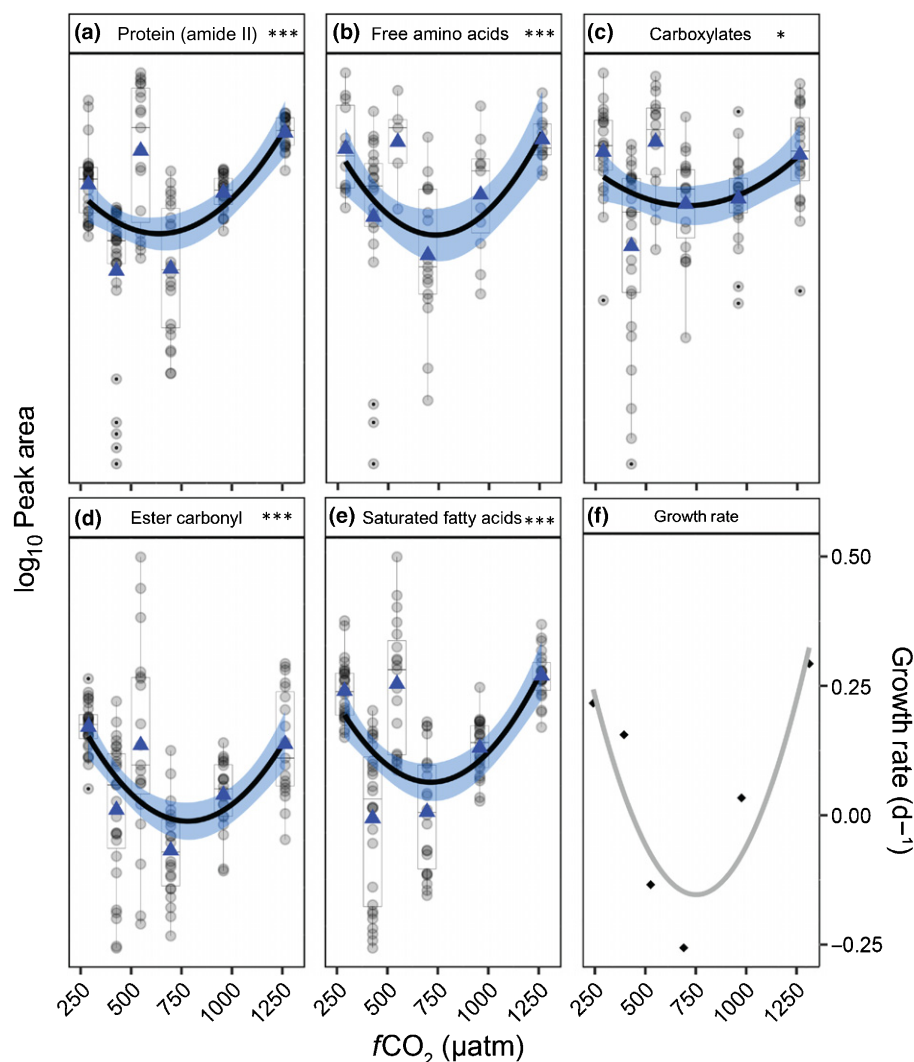 (a) Protein (amide II) ***
(b) Free amino acids ***
(c) Carboxylates *
log10 Peak area
(d) Ester carbonyl ***
(e) Saturated fatty acids ***
(f) Growth rate
0.50
0.25
0.00
−0.25
Growth rate (d−1)
250 500 750 1000 1250
250 500 750 1000 1250
250 500 750 1000 1250
fCO2 (µatm)